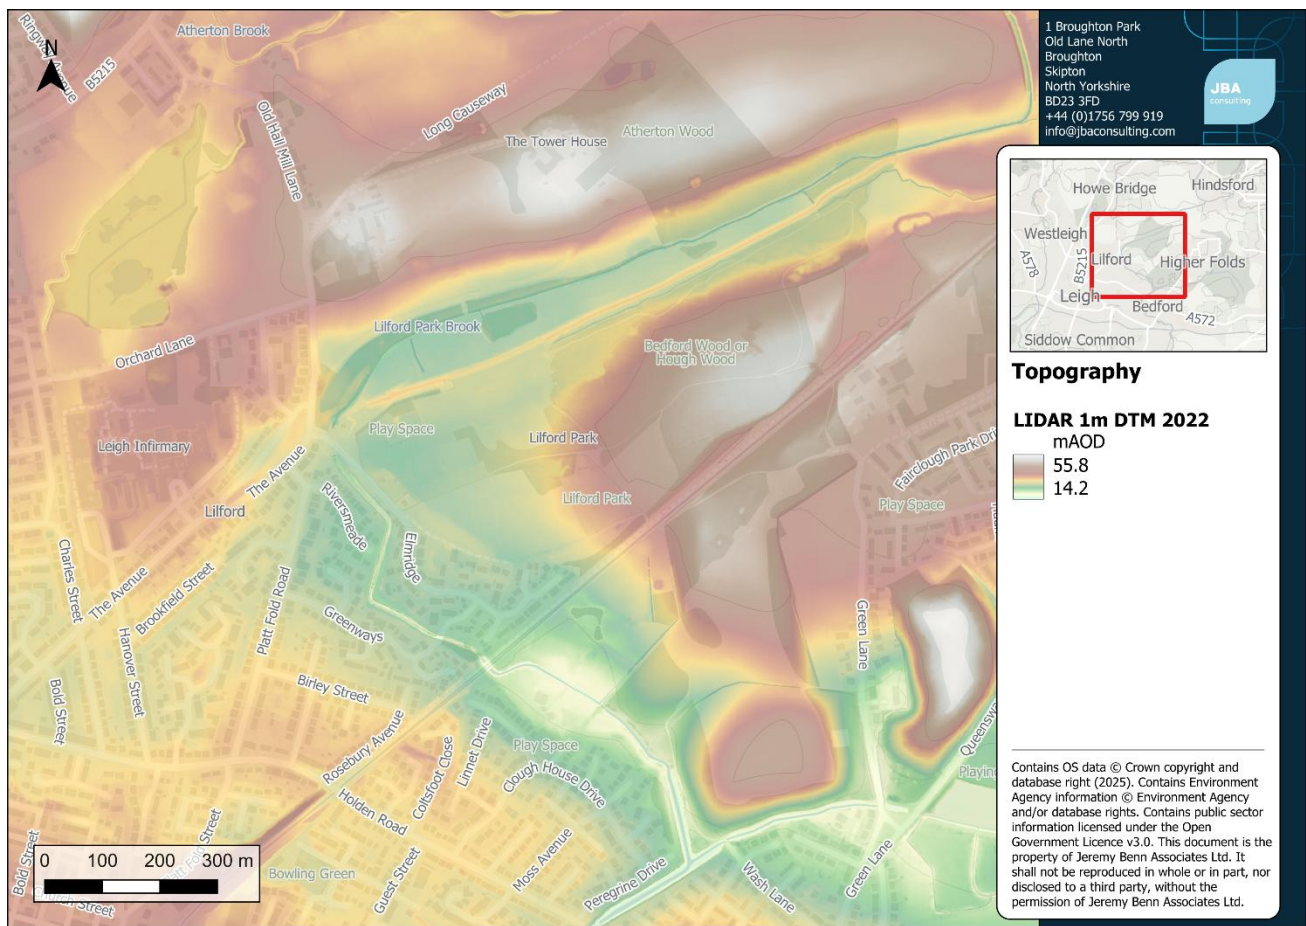 Ringway Avenue
N
B5215
Atherton Brook
Old Hall Mill Lane
Long Causeway
The Tower House
Atherton Wood
Orchard Lane
Lilford Park Brook
Bedford Wood or
Hough Wood
Leigh Infirmary
Play Space
Lilford Park
Lilford Park
Fairclough Park Dri
Play Space
The Avenue
Lilford
Riversmeade
Elmridge
Charles Street
The Avenue
Brookfield Street
Platt Fold Road
Greenways
Green Lane
Hanover Street
Bold Street
Birley Street
Rosebury Avenue
Coltsfoot Close
Linnet Drive
Play Space
Clough House Drive
Queensw
Playin
Holden Road
Bold Street
Church Street
Bowling Green
Guest Street
Moss Avenue
Peregrine Drive
Wash Lane
Green Lane
0 100 200 300 m
1 Broughton Park
Old Lane North
Broughton
Skipton
North Yorkshire
BD23 3FD
+44 (0)1756 799 919
info@jbaconsulting.com
JBA
consulting
Howe Bridge
Hindsford
Westleigh
A578
B5215
Lilford
Higher Folds
Leigh
Bedford
A572
Siddow Common
Topography
LIDAR 1m DTM 2022
mAOD
55.8
14.2
Contains OS data © Crown copyright and
database right (2025). Contains Environment
Agency information © Environment Agency
and/or database rights. Contains public sector
information licensed under the Open
Government Licence v3.0. This document is the
property of Jeremy Benn Associates Ltd. It
shall not be reproduced in whole or in part, nor
disclosed to a third party, without the
permission of Jeremy Benn Associates Ltd.